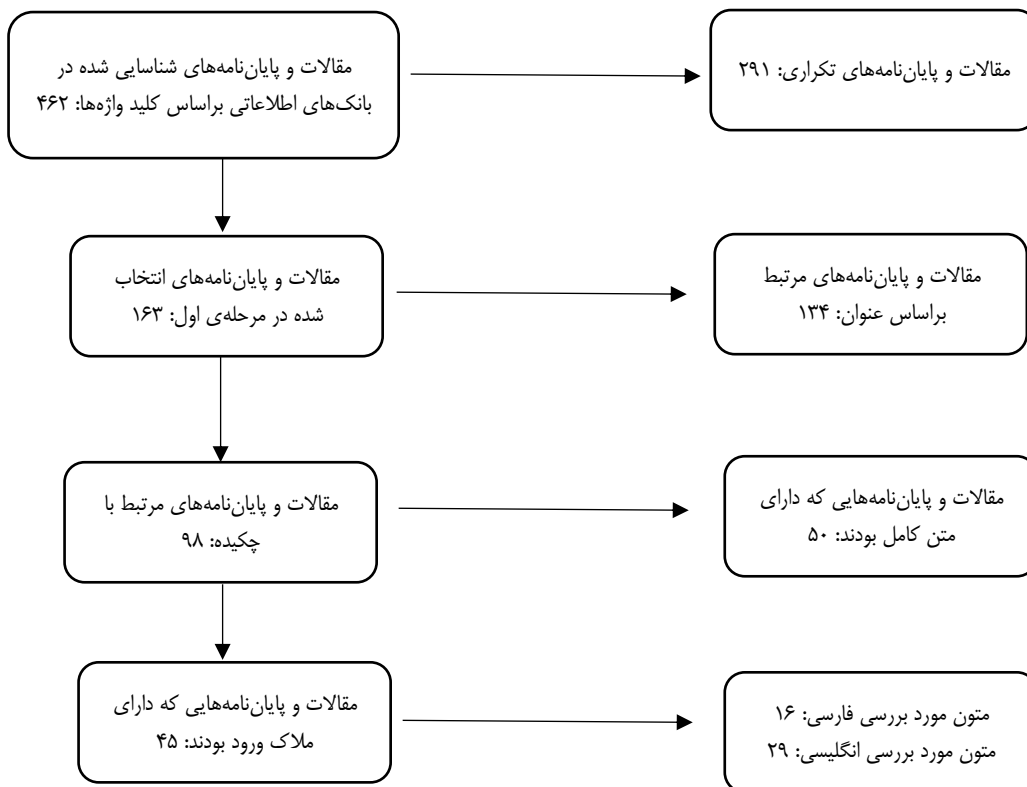 مقالات و پایان‌نامه‌های شناسایی شده در
بانک‌های اطلاعاتی براساس کلید واژه‌ها: ۴۶۲
مقالات و پایان‌نامه‌های تکراری: ۲۹۱
مقالات و پایان‌نامه‌های انتخاب
شده در مرحله‌ی اول: ۱۶۳
مقالات و پایان‌نامه‌های مرتبط
براساس عنوان: ۱۳۴
مقالات و پایان‌نامه‌های مرتبط با
چکیده: ۹۸
مقالات و پایان‌نامه‌هایی که دارای
متن کامل بودند: ۵۰
مقالات و پایان‌نامه‌هایی که دارای
ملاک ورود بودند: ۴۵
متون مورد بررسی فارسی: ۱۶
متون مورد بررسی انگلیسی: ۲۹